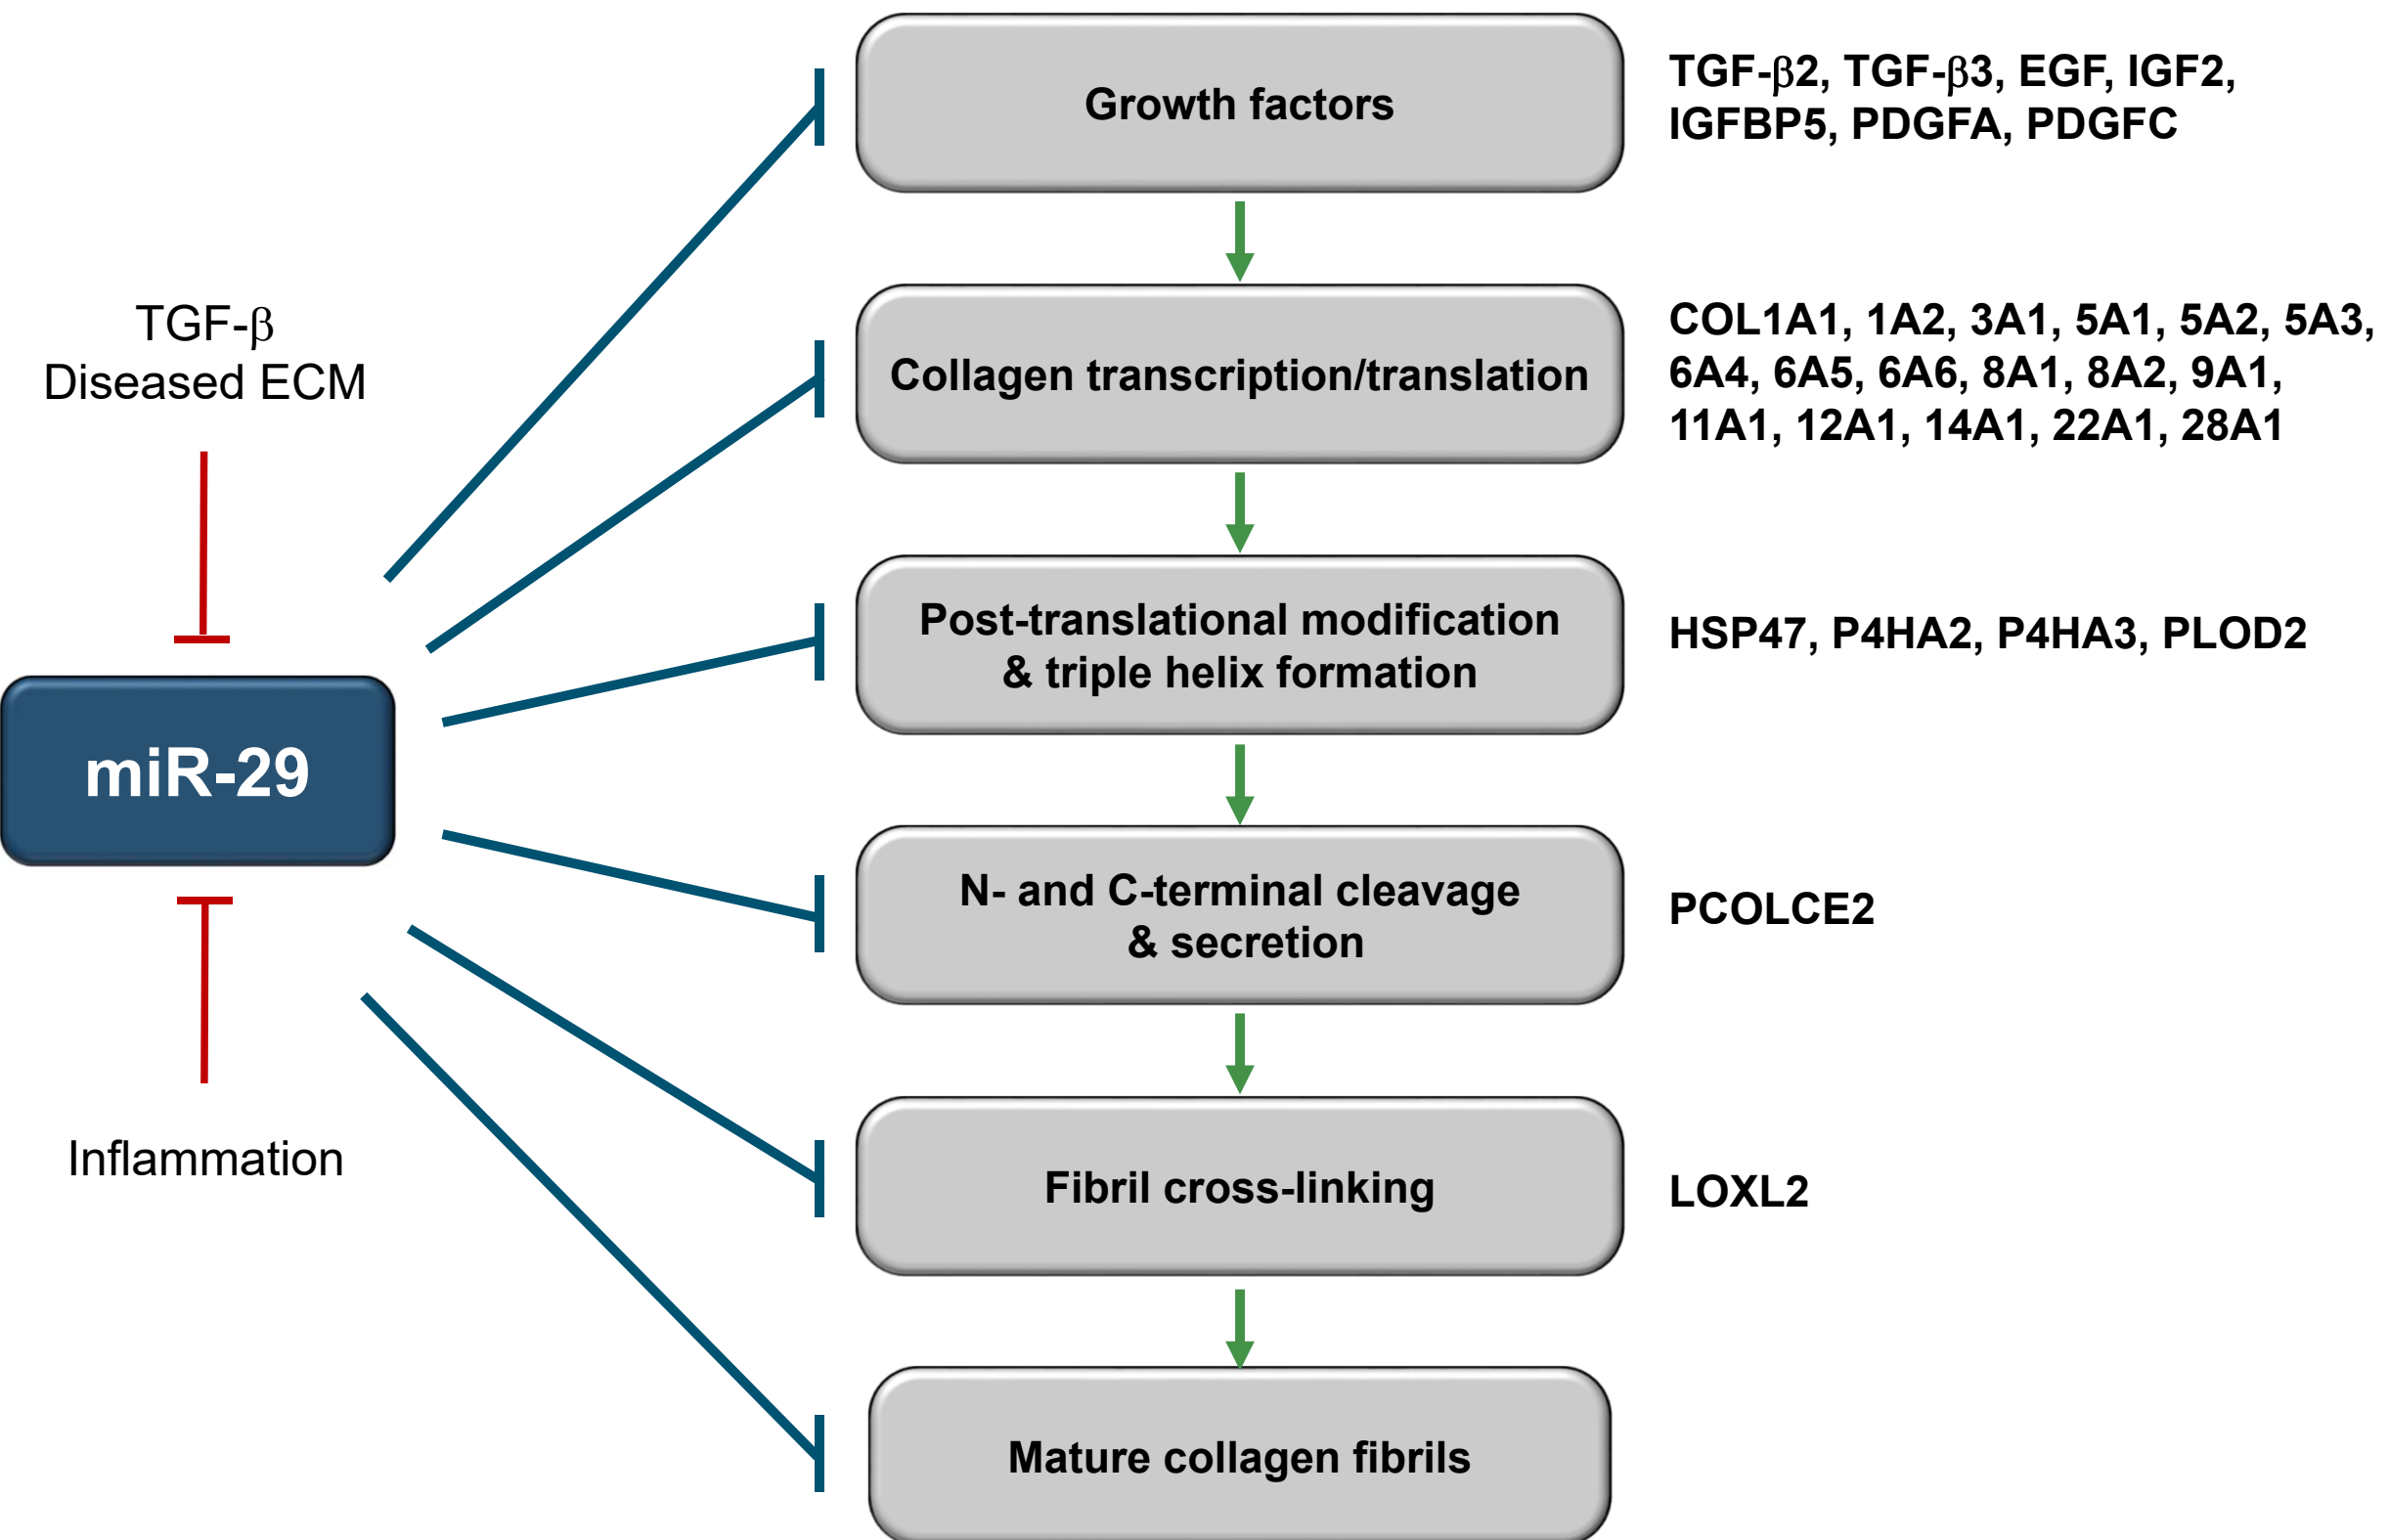 Growth factors
TGF-β2, TGF-β3, EGF, IGF2,
IGFBP5, PDGFA, PDGFC
TGF-β
Diseased ECM
Collagen transcription/translation
COL1A1, 1A2, 3A1, 5A1, 5A2, 5A3,
6A4, 6A5, 6A6, 8A1, 8A2, 9A1,
11A1, 12A1, 14A1, 22A1, 28A1
Post-translational modification
& triple helix formation
HSP47, P4HA2, P4HA3, PLOD2
miR-29
N- and C-terminal cleavage
& secretion
PCOLCE2
Inflammation
Fibril cross-linking
LOXL2
Mature collagen fibrils